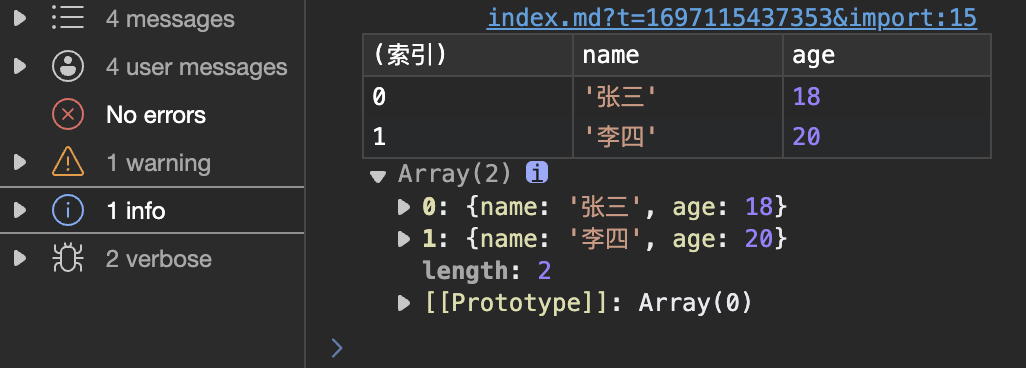 4 messages
4 user messages
No errors
1 warning
1 info
2 verbose
index.md?t=1697115437353&import:15
(索引) name age
0 '张三' 18
1 '李四' 20
Array(2) i
0: {name: '张三', age: 18}
1: {name: '李四', age: 20}
length: 2
[[Prototype]]: Array(0)